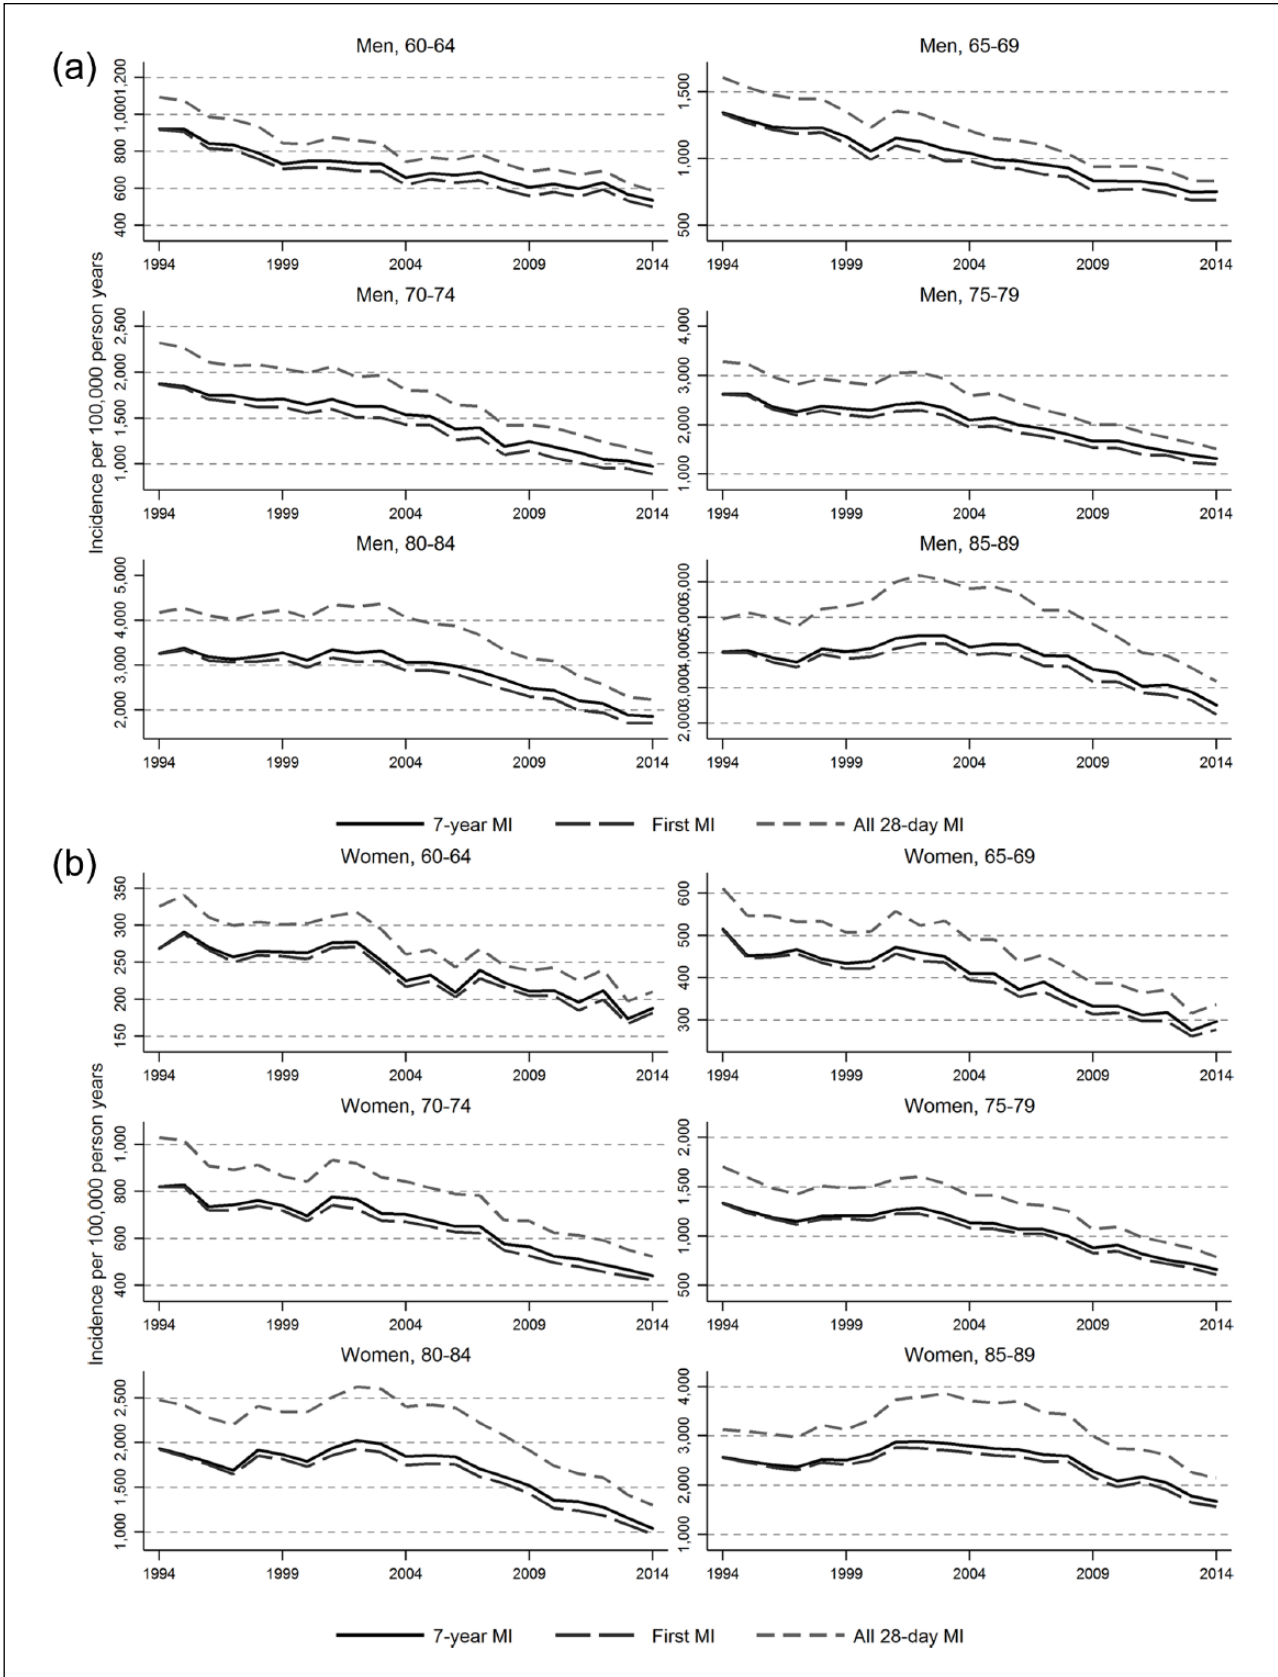 (a)
Men, 60-64
Men, 65-69
Incidence per 100,000 person years
400 600 800 1,000 1,200
500 1,000 1,500
1994 1999 2004 2009 2014
1994 1999 2004 2009 2014
Men, 70-74
Men, 75-79
1,000 1,500 2,000 2,500
1,000 2,000 3,000 4,000
1994 1999 2004 2009 2014
1994 1999 2004 2009 2014
Men, 80-84
Men, 85-89
2,000 3,000 4,000 5,000
2,000 3,000 4,000 5,000 6,000
1994 1999 2004 2009 2014
1994 1999 2004 2009 2014
7-year MI First MI All 28-day MI
(b)
Women, 60-64
Women, 65-69
Incidence per 100,000 person years
150 200 250 300 350
300 400 500 600
1994 1999 2004 2009 2014
1994 1999 2004 2009 2014
Women, 70-74
Women, 75-79
400 600 800 1,000
500 1,000 1,500 2,000
1994 1999 2004 2009 2014
1994 1999 2004 2009 2014
Women, 80-84
Women, 85-89
1,000 1,500 2,000 2,500
1,000 2,000 3,000 4,000
1994 1999 2004 2009 2014
1994 1999 2004 2009 2014
7-year MI First MI All 28-day MI